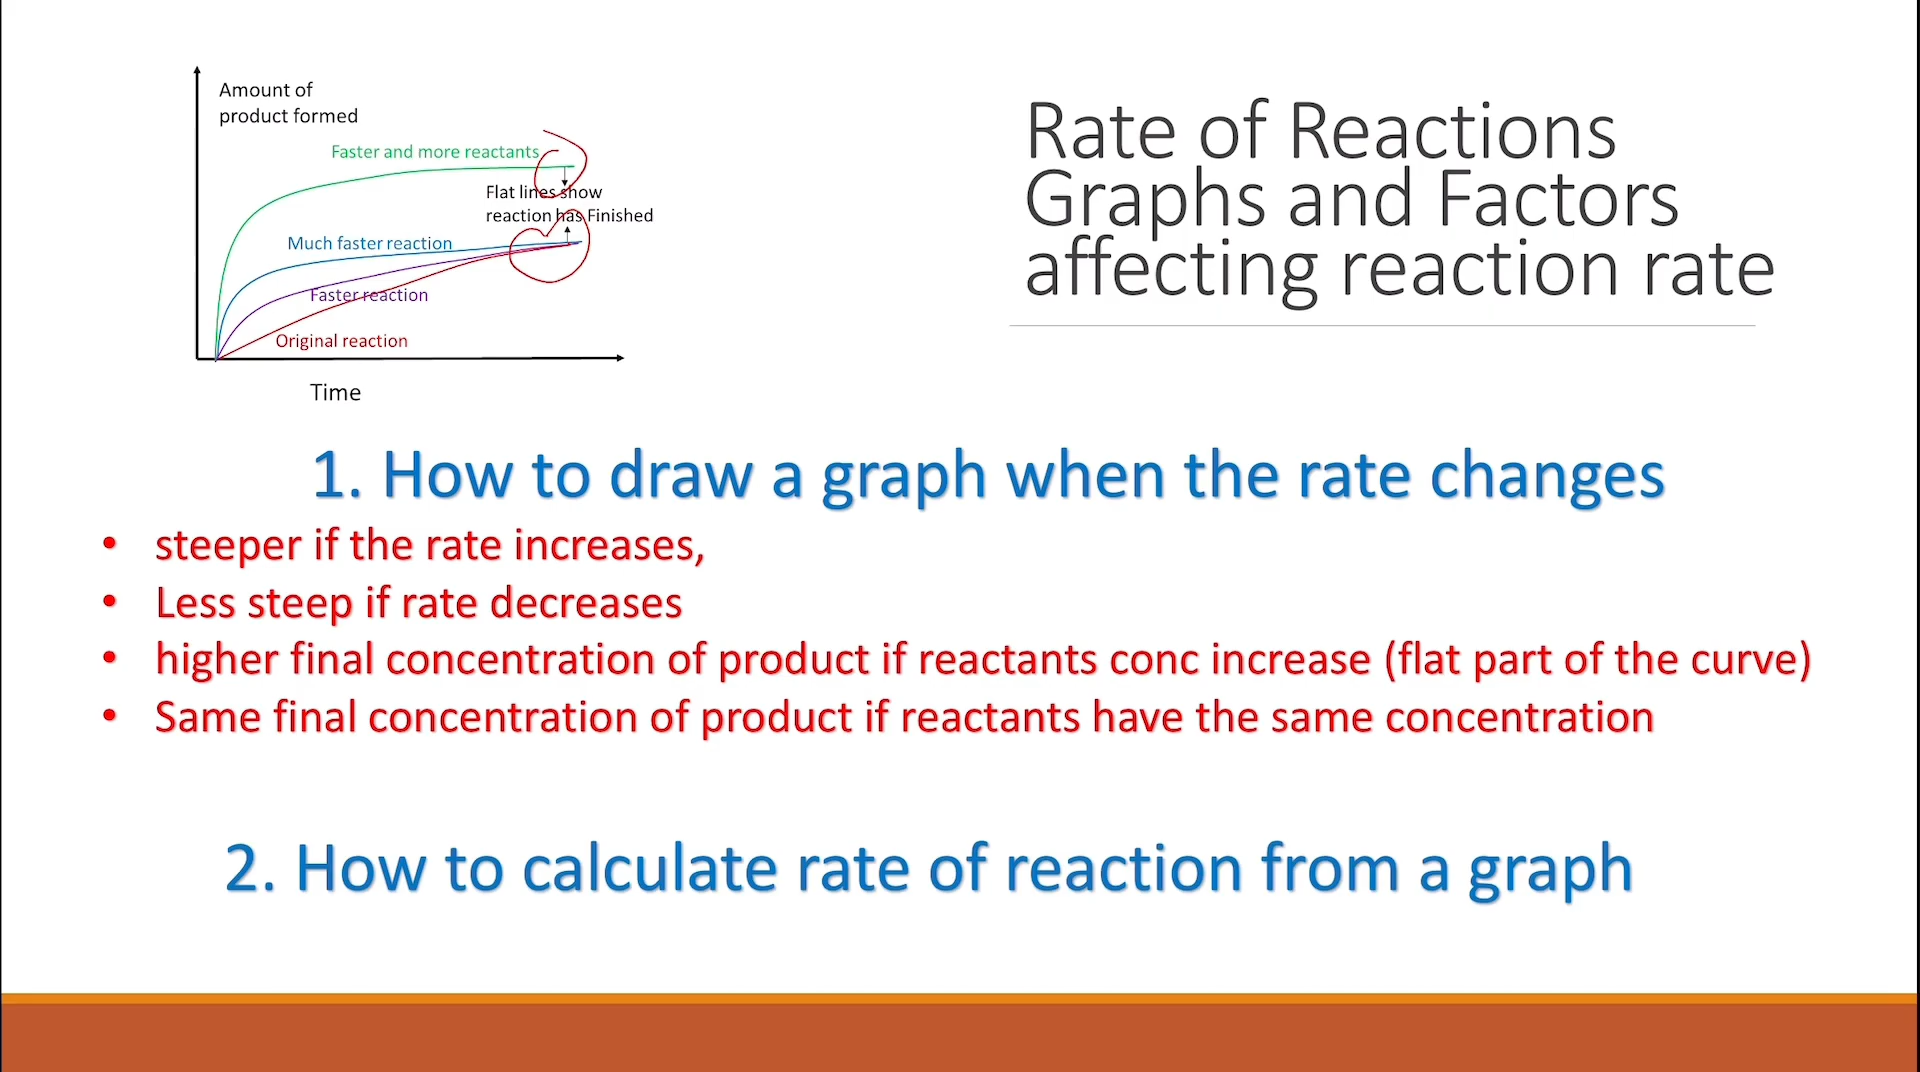 Amount of
product formed
Faster and more reactants
Flat lines show
reaction has Finished
Much faster reaction
Faster reaction
Original reaction
Time
Rate of Reactions
Graphs and Factors
affecting reaction rate
1. How to draw a graph when the rate changes
• steeper if the rate increases,
• Less steep if rate decreases
• higher final concentration of product if reactants conc increase (flat part of the curve)
• Same final concentration of product if reactants have the same concentration
2. How to calculate rate of reaction from a graph